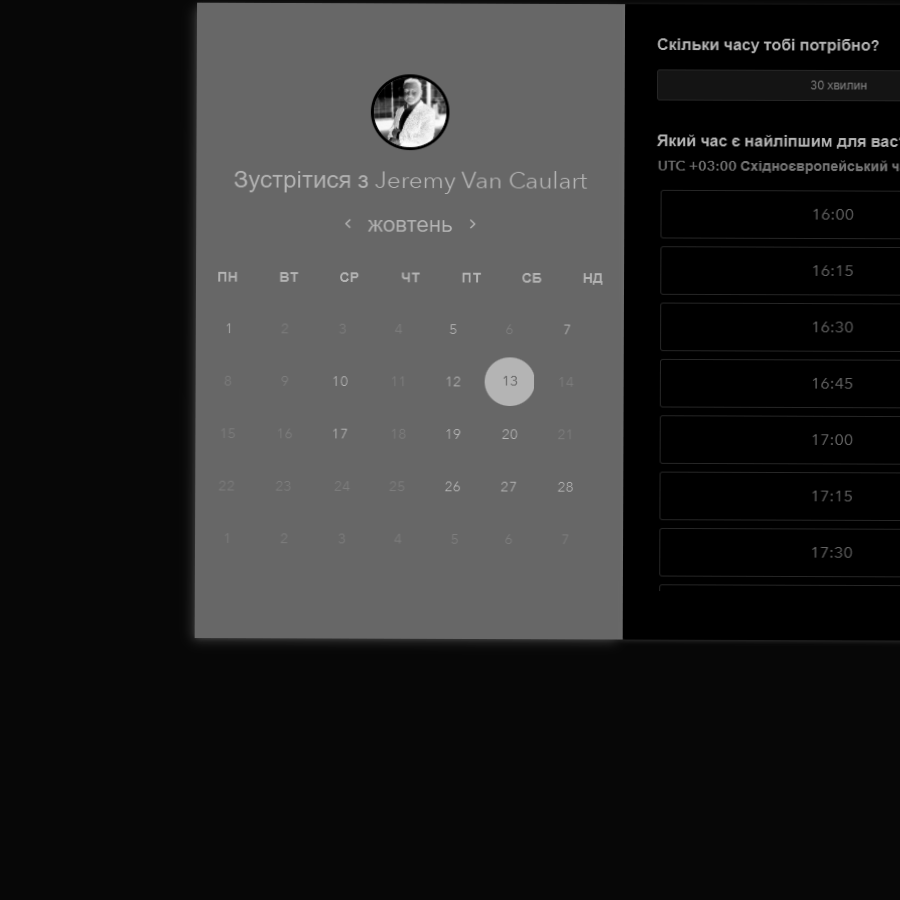 Зустрітися з Jeremy Van Caulart
жовтень
ПН ВТ СР ЧТ ПТ СБ НД
1 2 3 4 5 6 7
8 9 10 11 12 13 14
15 16 17 18 19 20 21
22 23 24 25 26 27 28
1 2 3 4 5 6 7
Скільки часу тобі потрібно?
30 хвилин
Який час є найліпшим для вас
UTC +03:00 Східноєвропейський ч
16:00
16:15
16:30
16:45
17:00
17:15
17:30